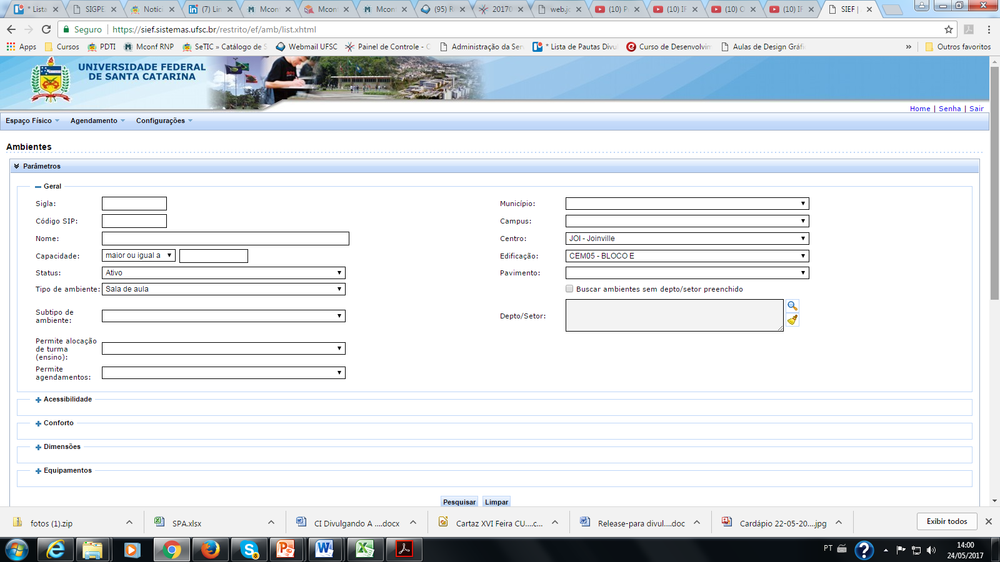 * Lista
SIGPE
Notíci
(7) Lin
Mconf
Mconf
Mconf
(95) R
20170
web.jo
(10) P
(10) IF
(10) C
(10) IF
SIEF |
Seguro
https://sief.sistemas.ufsc.br/restrito/ef/amb/list.xhtml
Apps
Cursos
PDTI
Mconf RNP
SeTIC » Catálogo de S
Webmail UFSC
Painel de Controle - C
Administração da Ser
* Lista de Pautas Divul
Curso de Desenvolvim
Aulas de Design Gráfic
»
Outros favoritos
UNIVERSIDADE FEDERAL
DE SANTA CATARINA
Home | Senha | Sair
Espaço Físico
Agendamento
Configurações
Ambientes
Parâmetros
Geral
Sigla:
Código SIP:
Nome:
Capacidade: maior ou igual a
Status: Ativo
Tipo de ambiente: Sala de aula
Subtipo de
ambiente:
Permite alocação
de turma
(ensino):
Permite
agendamentos:
Município:
Campus:
Centro: JOI - Joinville
Edificação: CEM05 - BLOCO E
Pavimento:
Buscar ambientes sem depto/setor preenchido
Depto/Setor:
Acessibilidade
Conforto
Dimensões
Equipamentos
Pesquisar
Limpar
fotos (1).zip
SPA.xlsx
CI Divulgando A ....docx
Cartaz XVI Feira CU....c...
Release-para divul....doc
Cardápio 22-05-20....jpg
Exibir todos
8
PT
14:00
24/05/2017